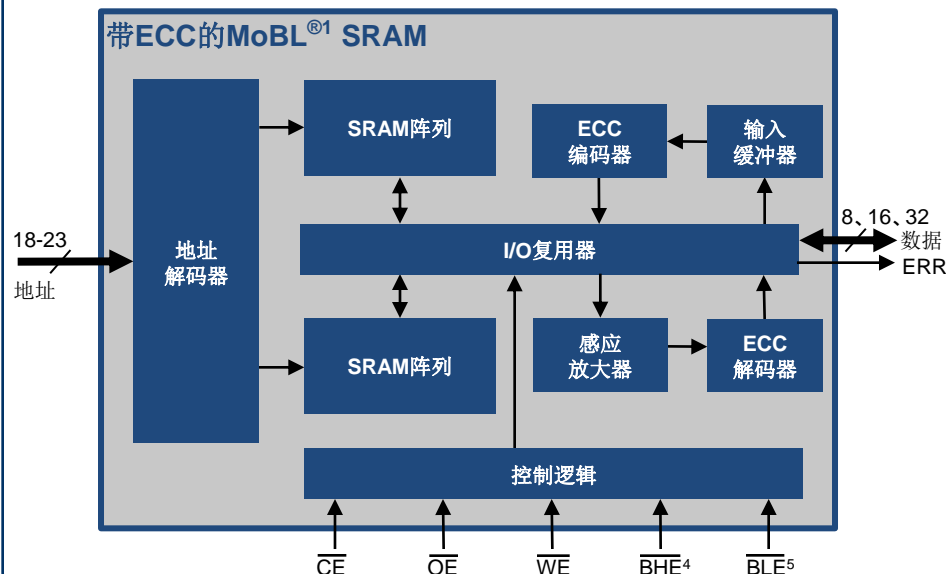 带ECC的MoBL®1 SRAM
SRAM阵列
ECC
编码器
输入
缓冲器
18-23
地址
地址
解码器
I/O复用器
8、16、32
数据
ERR
SRAM阵列
感应
放大器
ECC
解码器
控制逻辑
CE
OE
WE
BHE4
BLE5